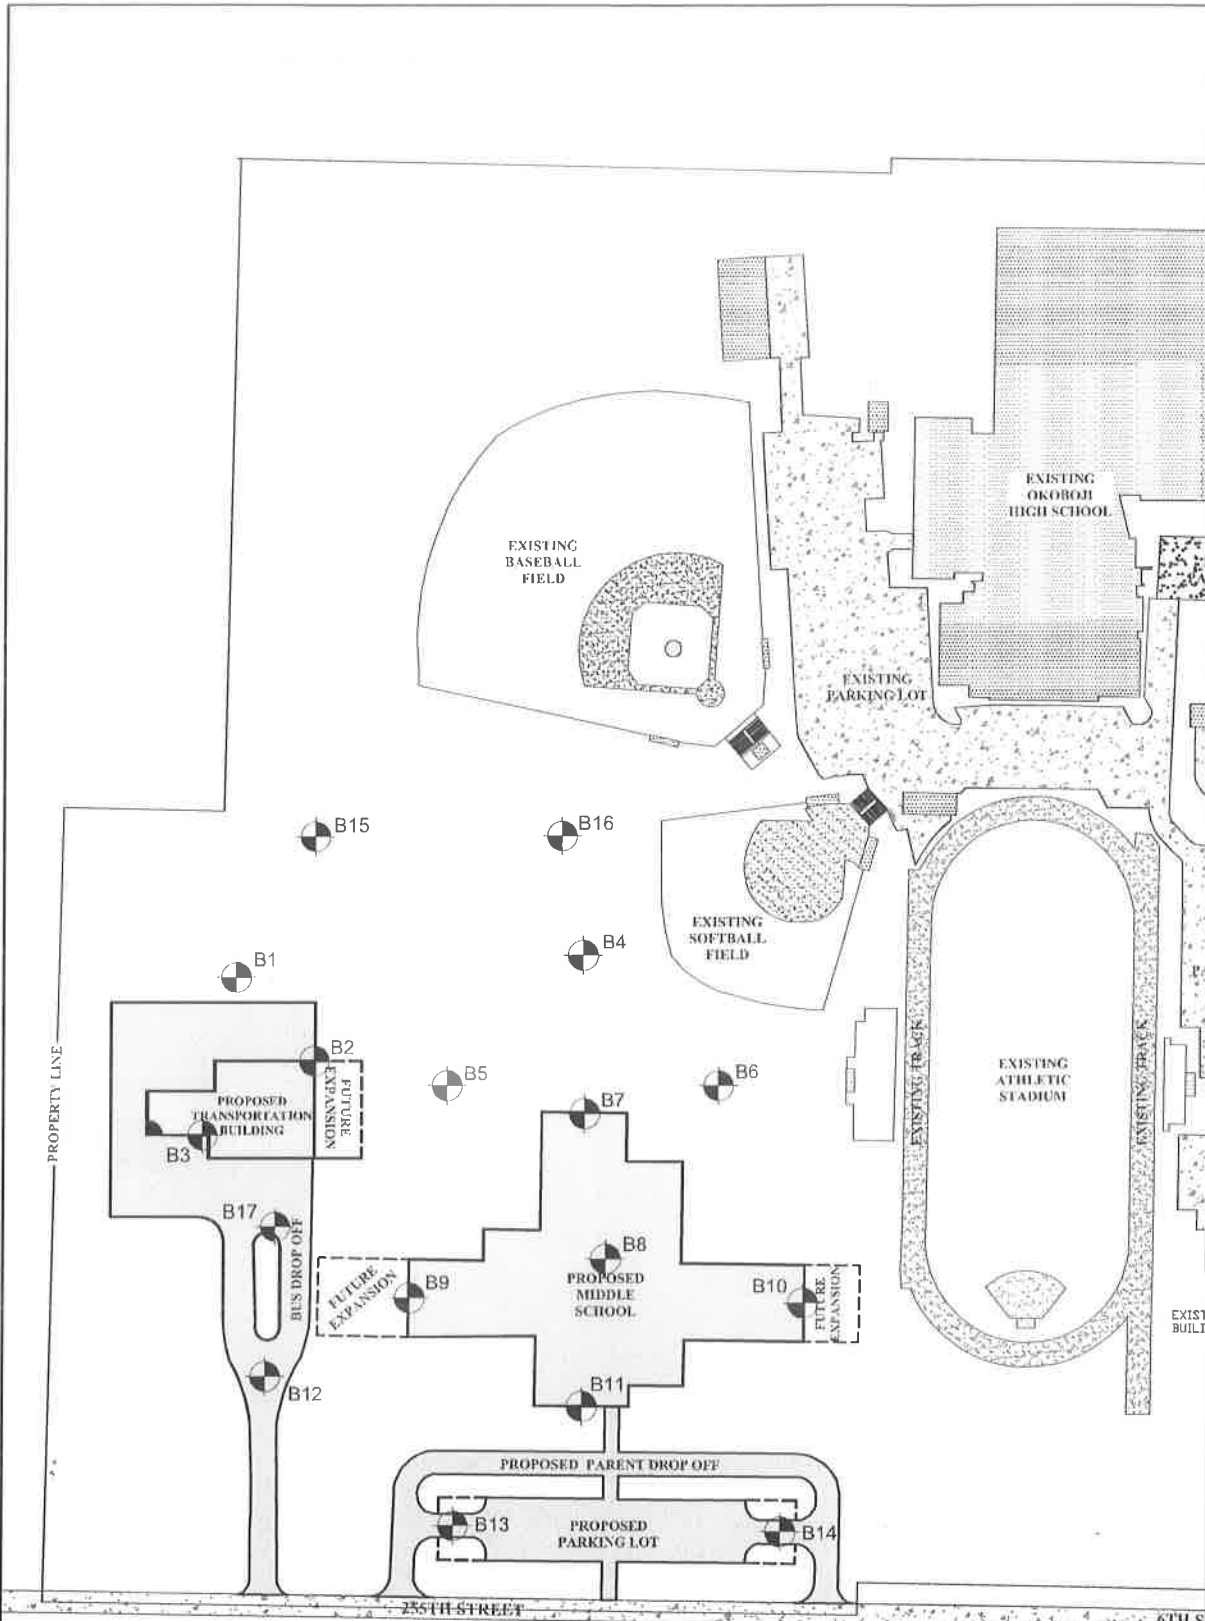 EXISTING
OKOBOJI
HIGH SCHOOL
EXISTING
BASEBALL
FIELD
EXISTING
PARKING LOT
B15
B16
EXISTING
SOFTBALL
FIELD
B4
B1
PROPERTY LINE
B2
B5
B6
B7
EXISTING TRACK
EXISTING
ATHLETIC
STADIUM
EXISTING TRACK
PROPOSED
TRANSPORTATION
BUILDING
FUTURE
EXPANSION
B3
B17
BUS DROP OFF
B8
FUTURE
EXPANSION
B9
PROPOSED
MIDDLE
SCHOOL
B10
FUTURE
EXPANSION
EXIST
BUILI
B12
B11
PROPOSED PARENT DROP OFF
B13
PROPOSED
PARKING LOT
B14
255TH STREET